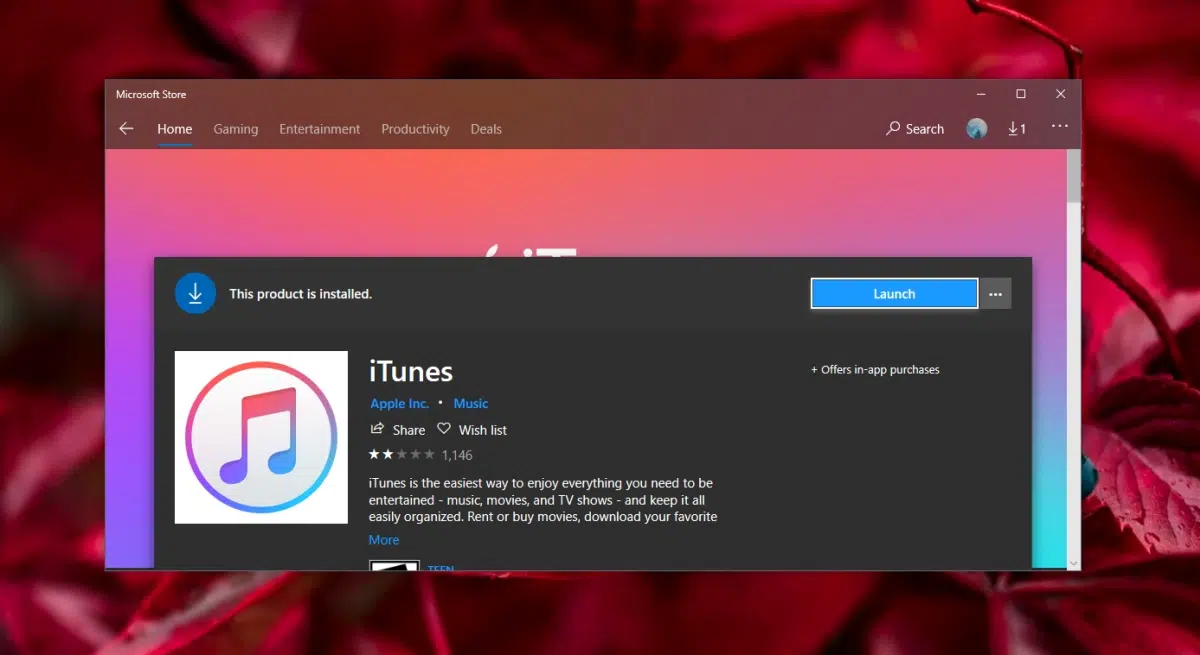 Microsoft Store
Home Gaming Entertainment Productivity Deals Search 1
This product is installed. Launch
iTunes
+ Offers in-app purchases
Apple Inc. • Music
Share Wish list
1,146
iTunes is the easiest way to enjoy everything you need to be
entertained - music, movies, and TV shows - and keep it all
easily organized. Rent or buy movies, download your favorite
More
TEEN